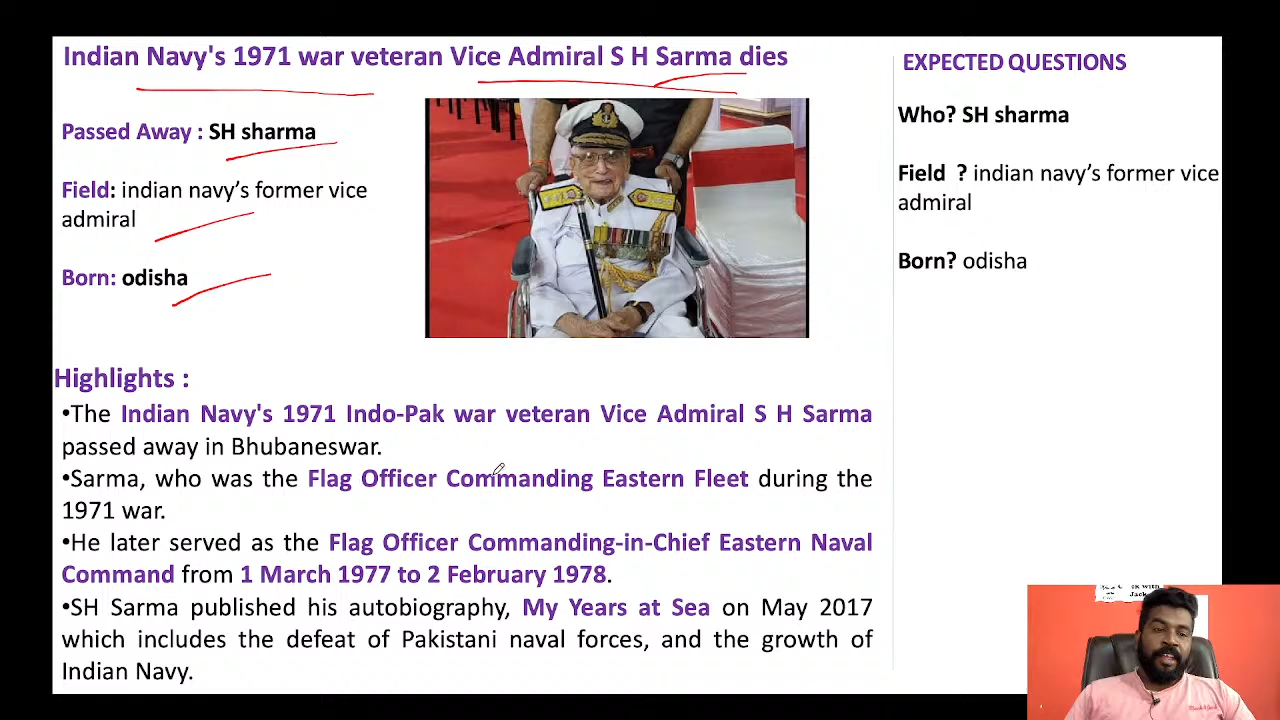 Indian Navy's 1971 war veteran Vice Admiral S H Sarma dies
Passed Away : SH sharma
Field: indian navy’s former vice
admiral
Born: odisha
Highlights :
•The Indian Navy's 1971 Indo-Pak war veteran Vice Admiral S H Sarma
passed away in Bhubaneswar.
•Sarma, who was the Flag Officer Commanding Eastern Fleet during the
1971 war.
•He later served as the Flag Officer Commanding-in-Chief Eastern Naval
Command from 1 March 1977 to 2 February 1978.
•SH Sarma published his autobiography, My Years at Sea on May 2017
which includes the defeat of Pakistani naval forces, and the growth of
Indian Navy.
EXPECTED QUESTIONS
Who? SH sharma
Field ? indian navy’s former vice
admiral
Born? odisha
with